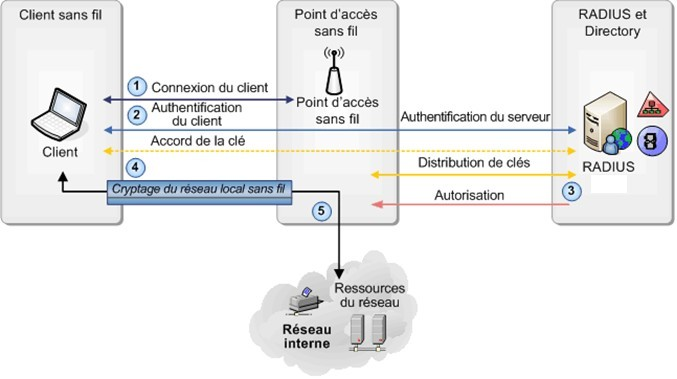 Client sans fil
Point d'accès
sans fil
RADIUS et
Directory
1 Connexion du client
Point d'accès
sans fil
2 Authentification
du client
Authentification du serveur
Client
Accord de la clé
RADIUS
4
Distribution de clés
Cryptage du réseau local sans fil
3
Autorisation
5
Ressources
du réseau
Réseau
interne